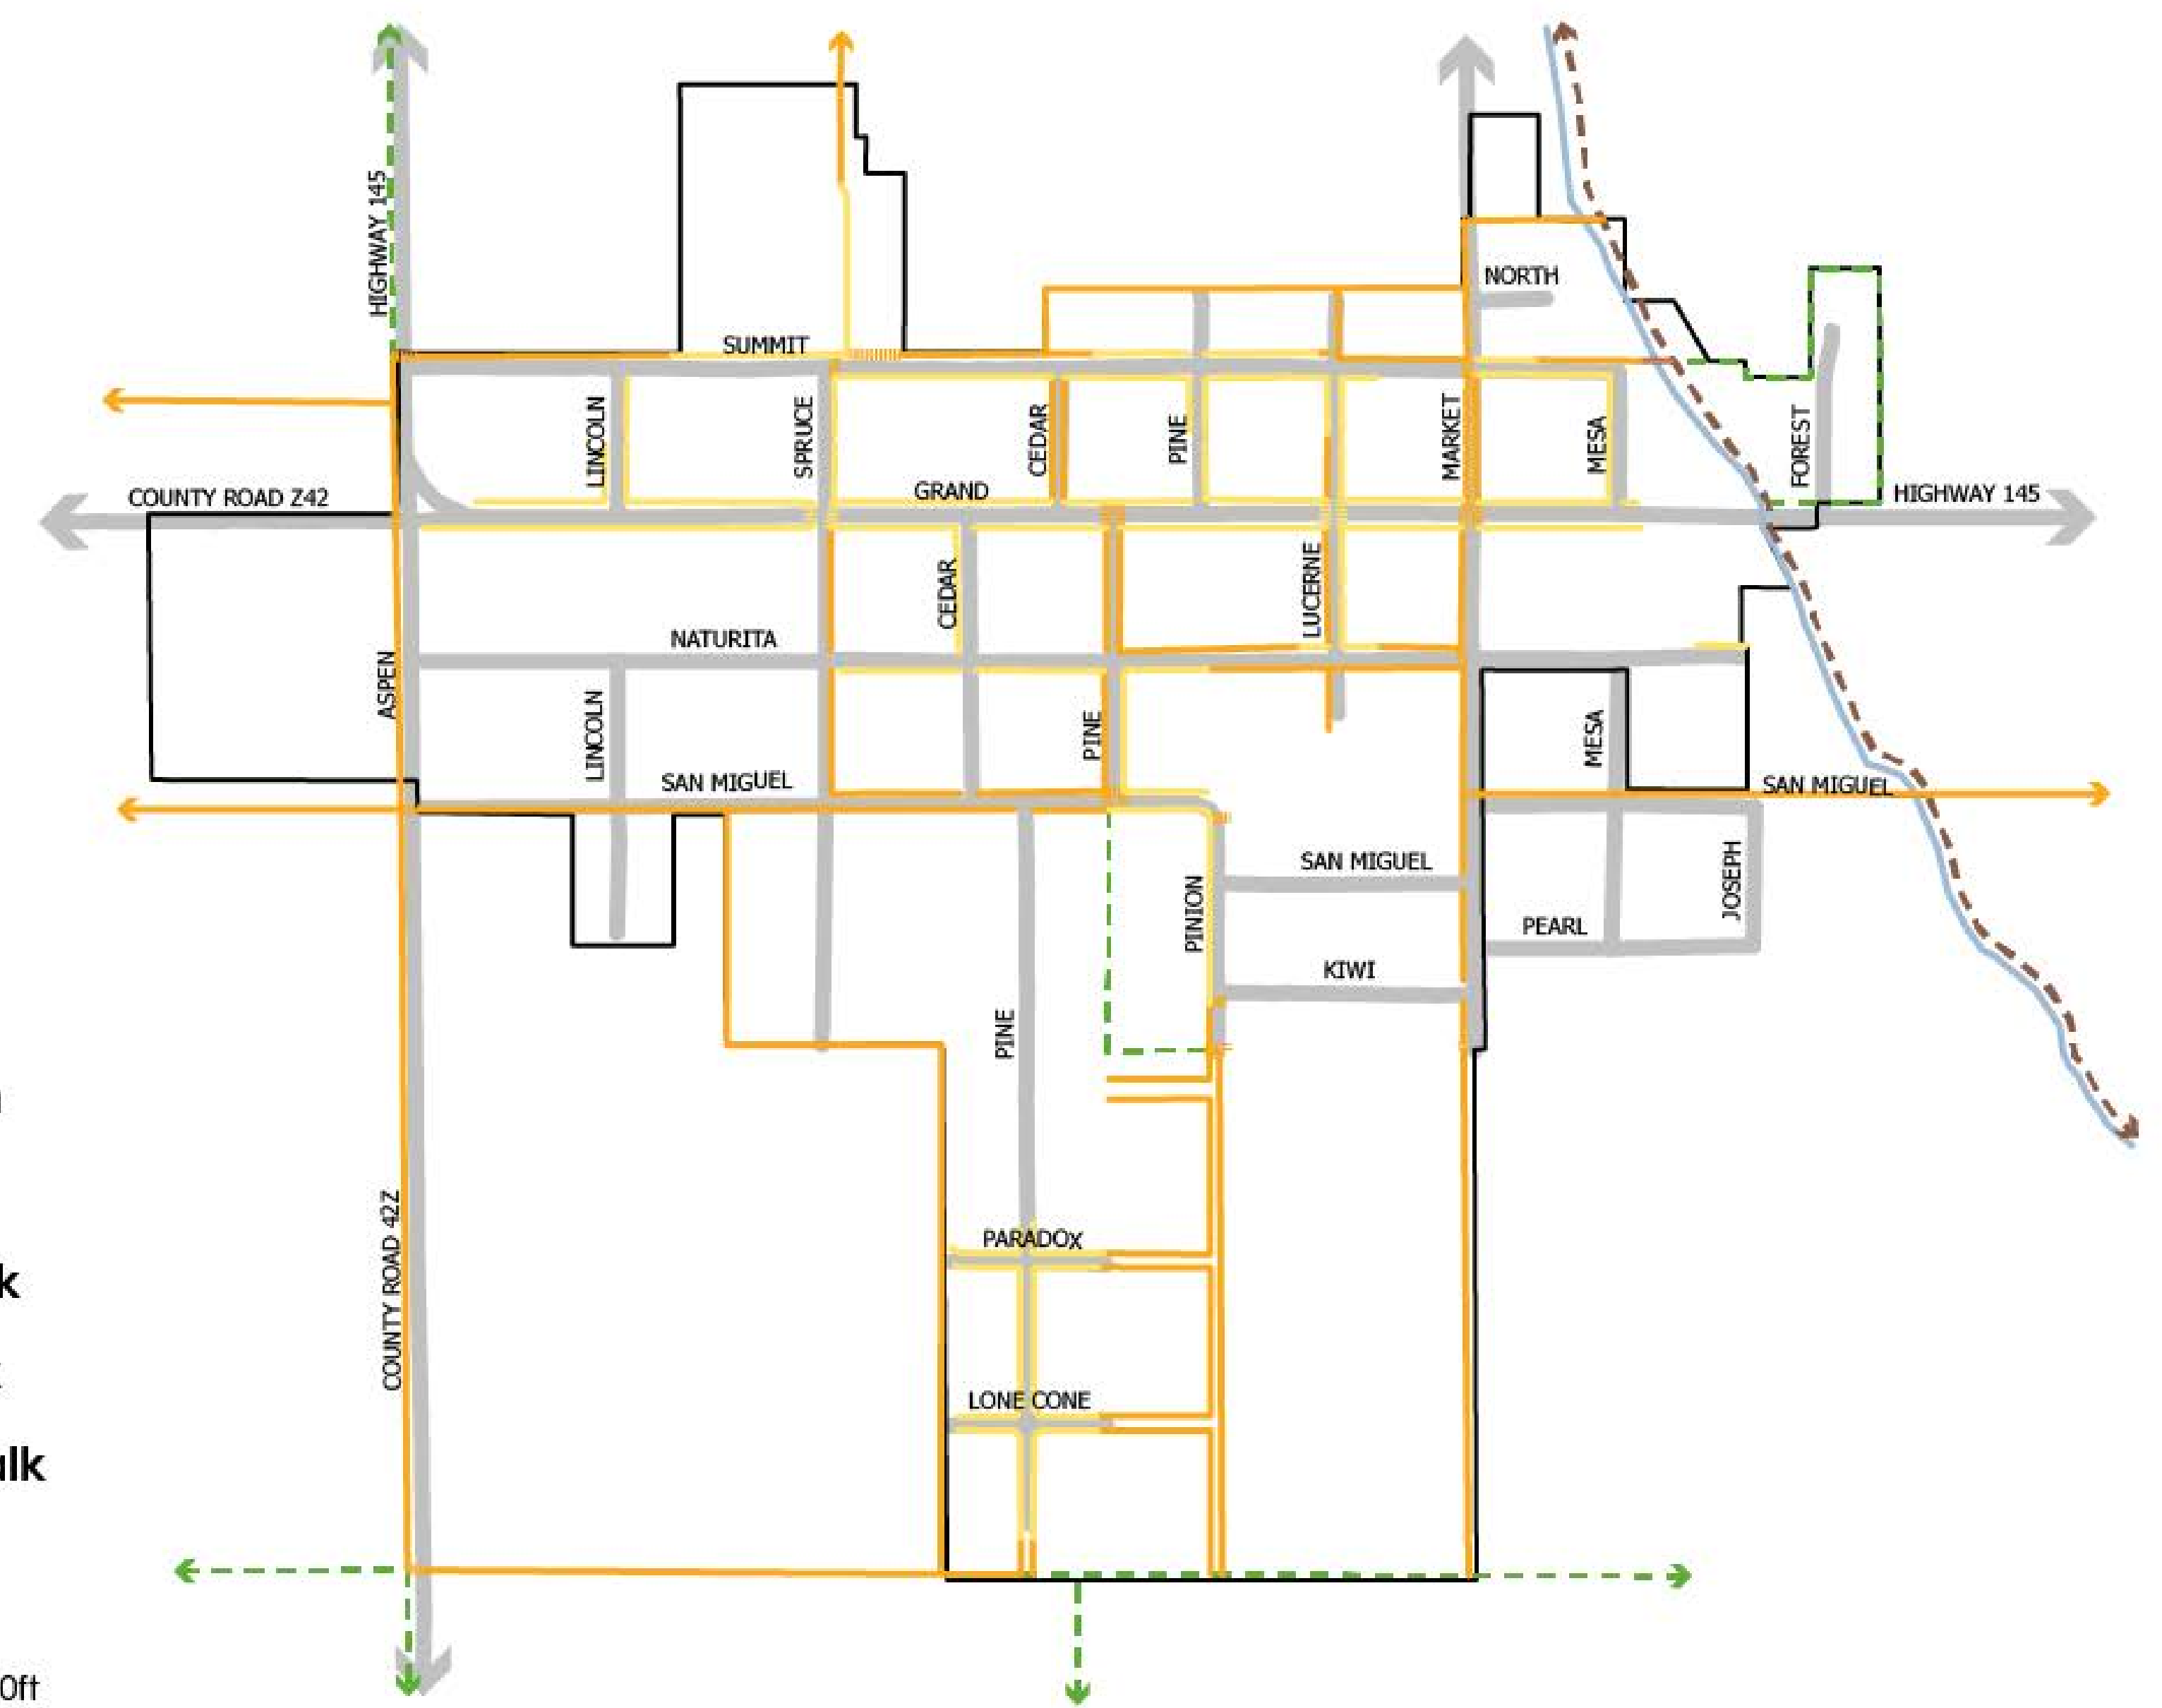 HIGHWAY 145
NORTH
SUMMIT
LINCOLN
SPRUCE
CEDAR
PINE
MARKET
MESA
FOREST
COUNTY ROAD Z42
GRAND
HIGHWAY 145
CEDAR
LUCERNE
NATURITA
ASPEN
LINCOLN
PINE
MESA
SAN MIGUEL
SAN MIGUEL
SAN MIGUEL
PINION
JOSEPH
PEARL
KIWI
PINE
PARADOX
COUNTY ROAD 42Z
LONE CONE
0ft